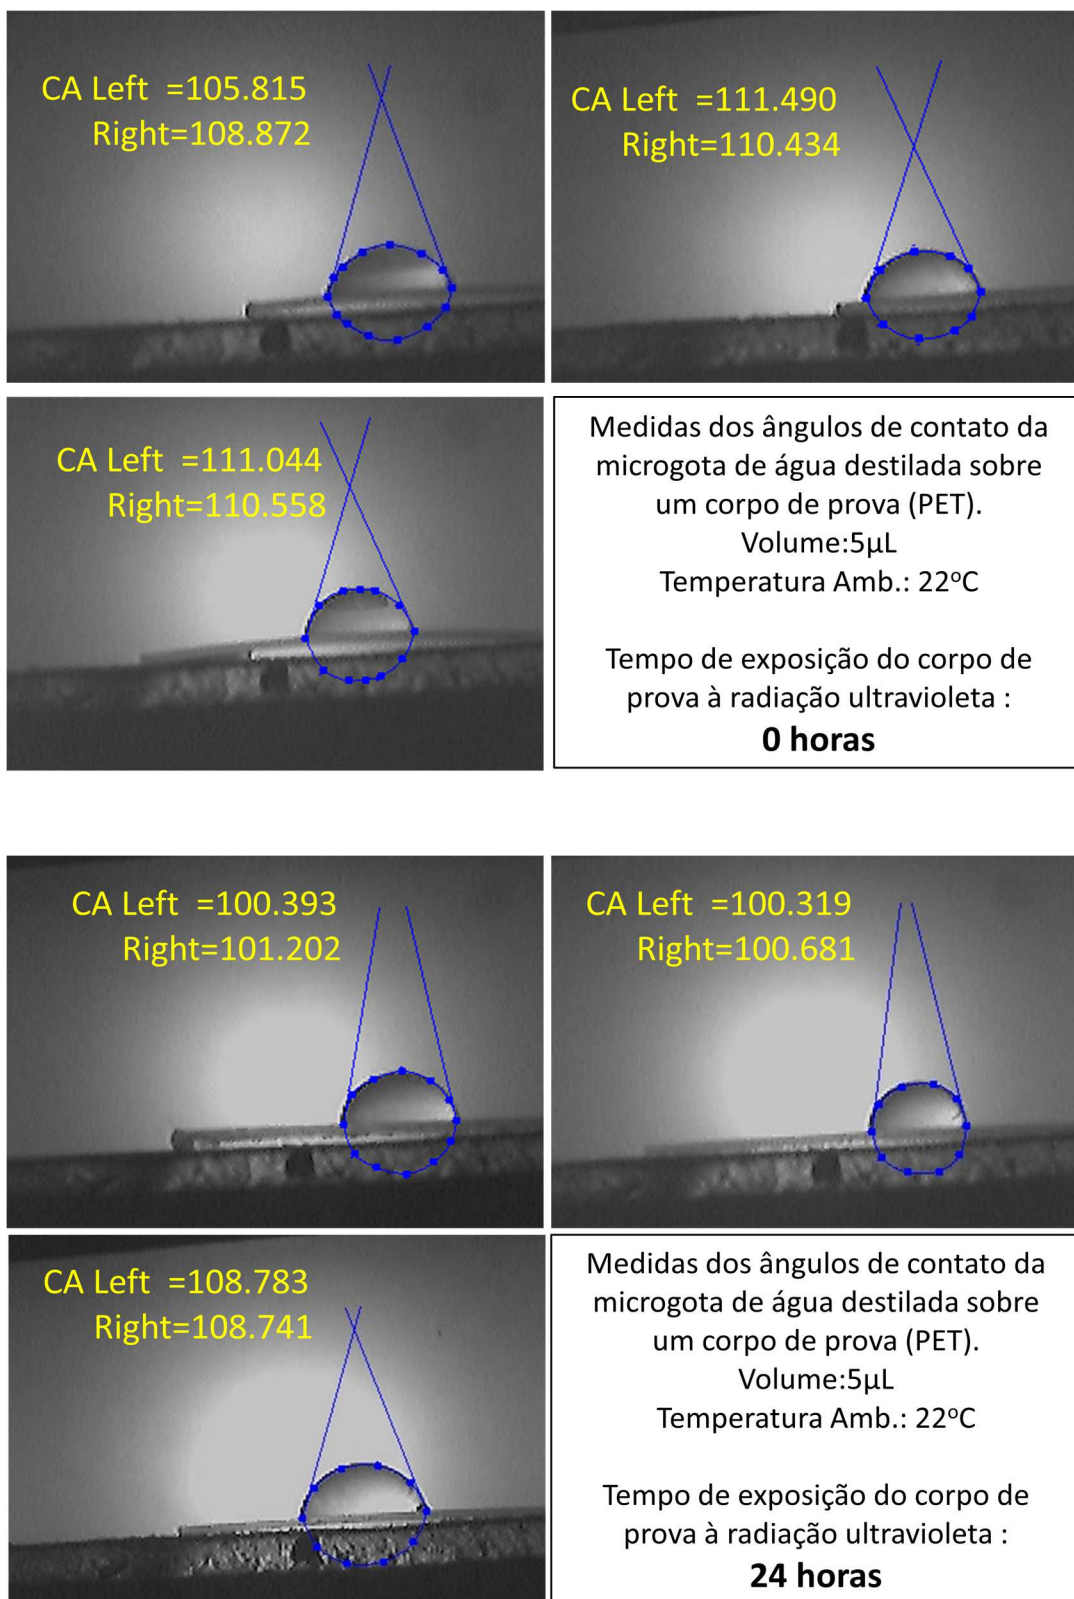 CA Left =105.815
Right=108.872
CA Left =111.490
Right=110.434
CA Left =111.044
Right=110.558
Medidas dos ângulos de contato da
microgota de água destilada sobre
um corpo de prova (PET).
Volume:5µL
Temperatura Amb.: 22°C
Tempo de exposição do corpo de
prova à radiação ultravioleta :
0 horas
CA Left =100.393
Right=101.202
CA Left =100.319
Right=100.681
CA Left =108.783
Right=108.741
Medidas dos ângulos de contato da
microgota de água destilada sobre
um corpo de prova (PET).
Volume:5µL
Temperatura Amb.: 22°C
Tempo de exposição do corpo de
prova à radiação ultravioleta :
24 horas